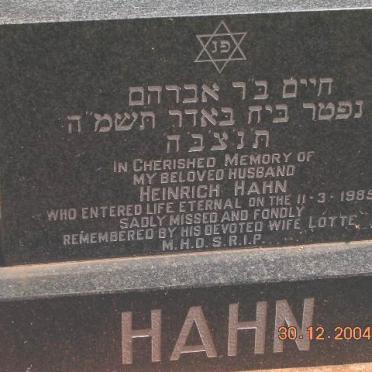 פנ
חיים ב״ר אברהם
נפטר בי״ח באדר תשמ״ה
ת נ צ ב ה
IN CHERISHED MEMORY OF
MY BELOVED HUSBAND
HEINRICH HAHN
WHO ENTERED LIFE ETERNAL ON THE 11-3-1985
SADLY MISSED AND FONDLY
REMEMBERED BY HIS DEVOTED WIFE LOTTE
M.H.D.S.R.I.P.
HAHN
30.12.2004